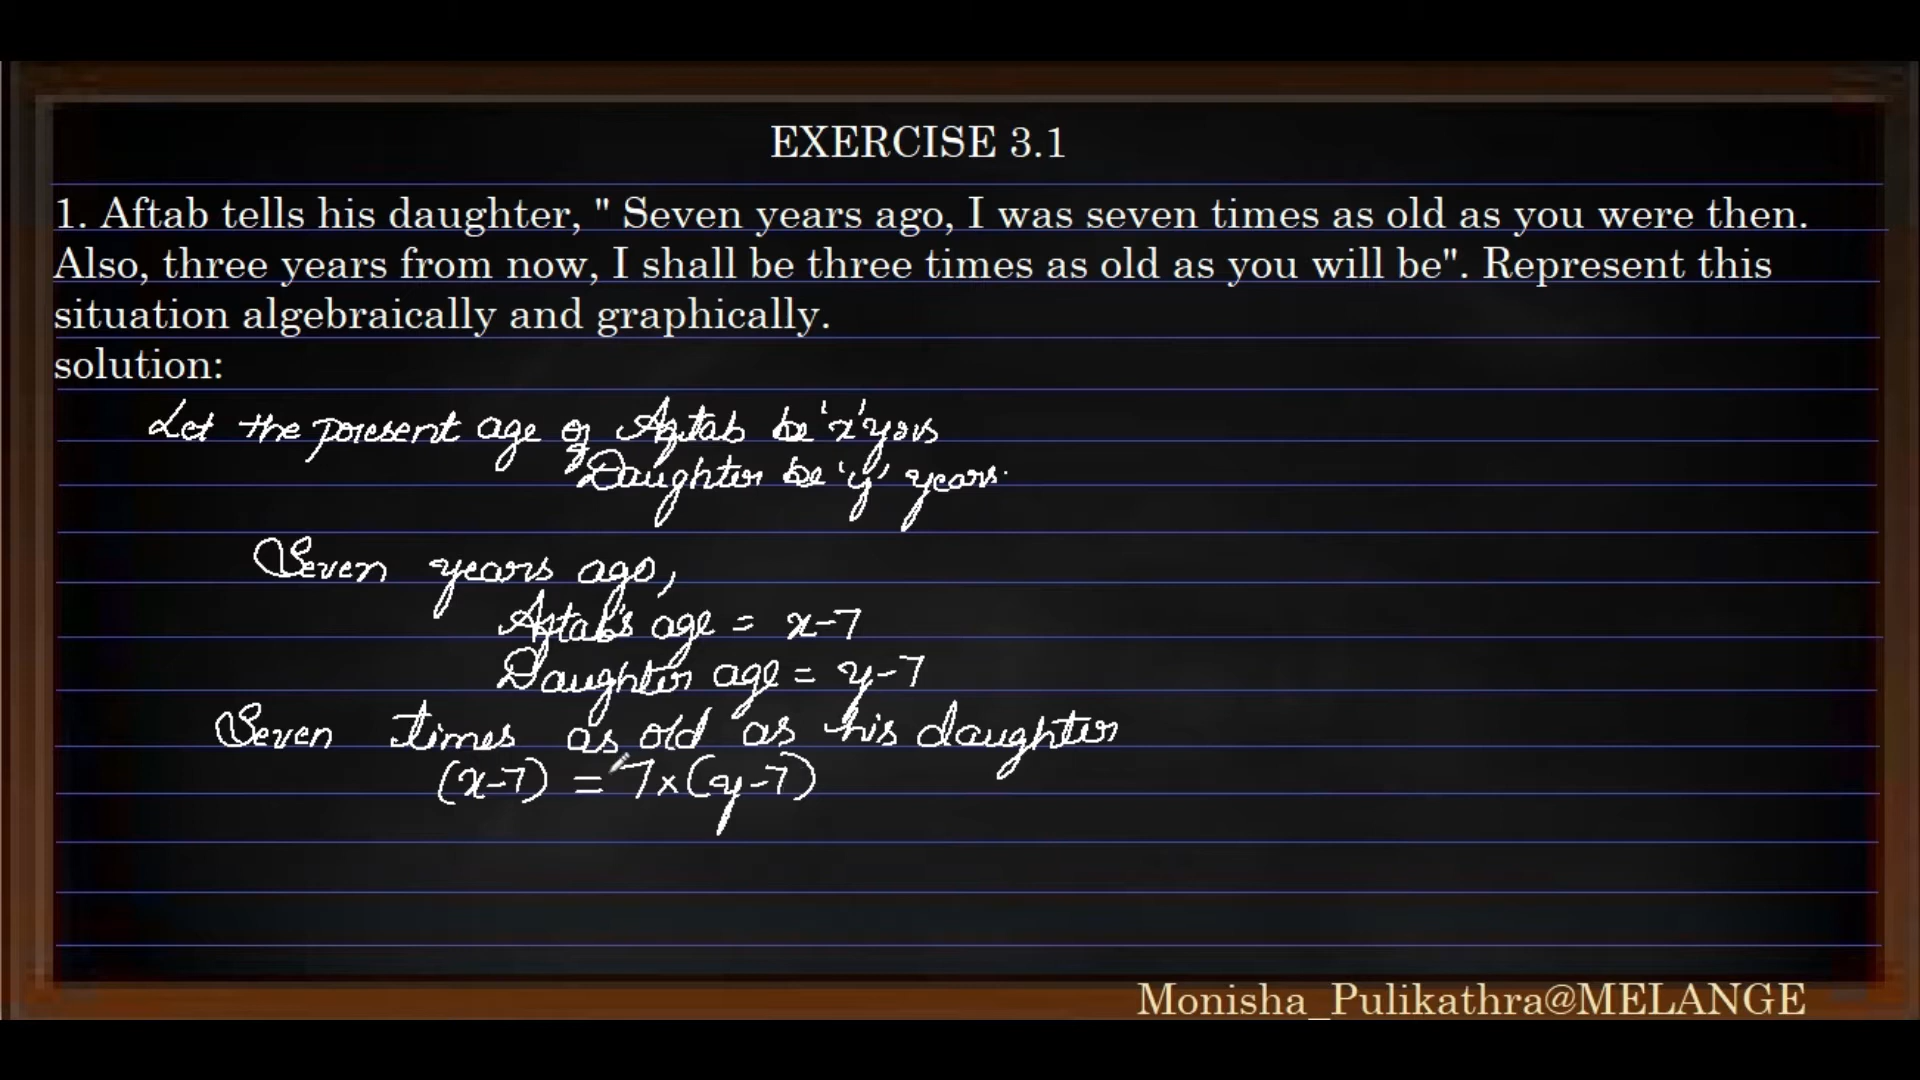 EXERCISE 3.1
1. Aftab tells his daughter, " Seven years ago, I was seven times as old as you were then.
Also, three years from now, I shall be three times as old as you will be". Represent this
situation algebraically and graphically.
solution:
Let the present age of Aftab be 'x' yrs
Daughter be 'y' years.
Seven years ago,
Aftab's age = x-7
Daughter age = y-7
Seven times as old as his daughter
(x-7) = 7×(y-7)
Monisha_Pulikathra@MELANGE